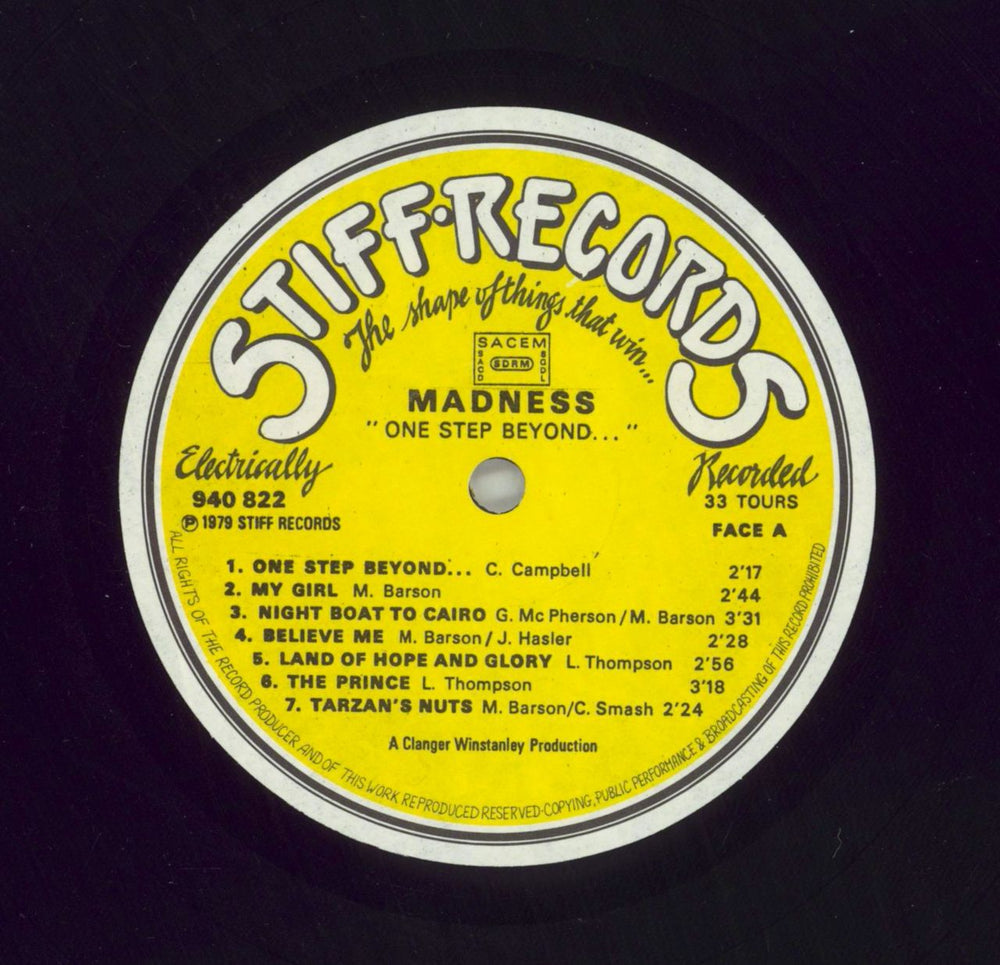 STIFF·RECORDS
The shape of things that win...
SACEM
SACD SDRM SGDL
MADNESS
"ONE STEP BEYOND..."
Electrically Recorded
940 822 33 TOURS
Ⓟ 1979 STIFF RECORDS
FACE A
1. ONE STEP BEYOND... C. Campbell 2'17
2. MY GIRL M. Barson 2'44
3. NIGHT BOAT TO CAIRO G. Mc Pherson / M. Barson 3'31
4. BELIEVE ME M. Barson / J. Hasler 2'28
5. LAND OF HOPE AND GLORY L. Thompson 2'56
6. THE PRINCE L. Thompson 3'18
7. TARZAN'S NUTS M. Barson/C. Smash 2'24
A Clanger Winstanley Production
ALL RIGHTS OF THE RECORD PRODUCER AND OF THIS WORK REPRODUCED RESERVED-COPYING, PUBLIC PERFORMANCE & BROADCASTING OF THIS RECORD PROHIBITED